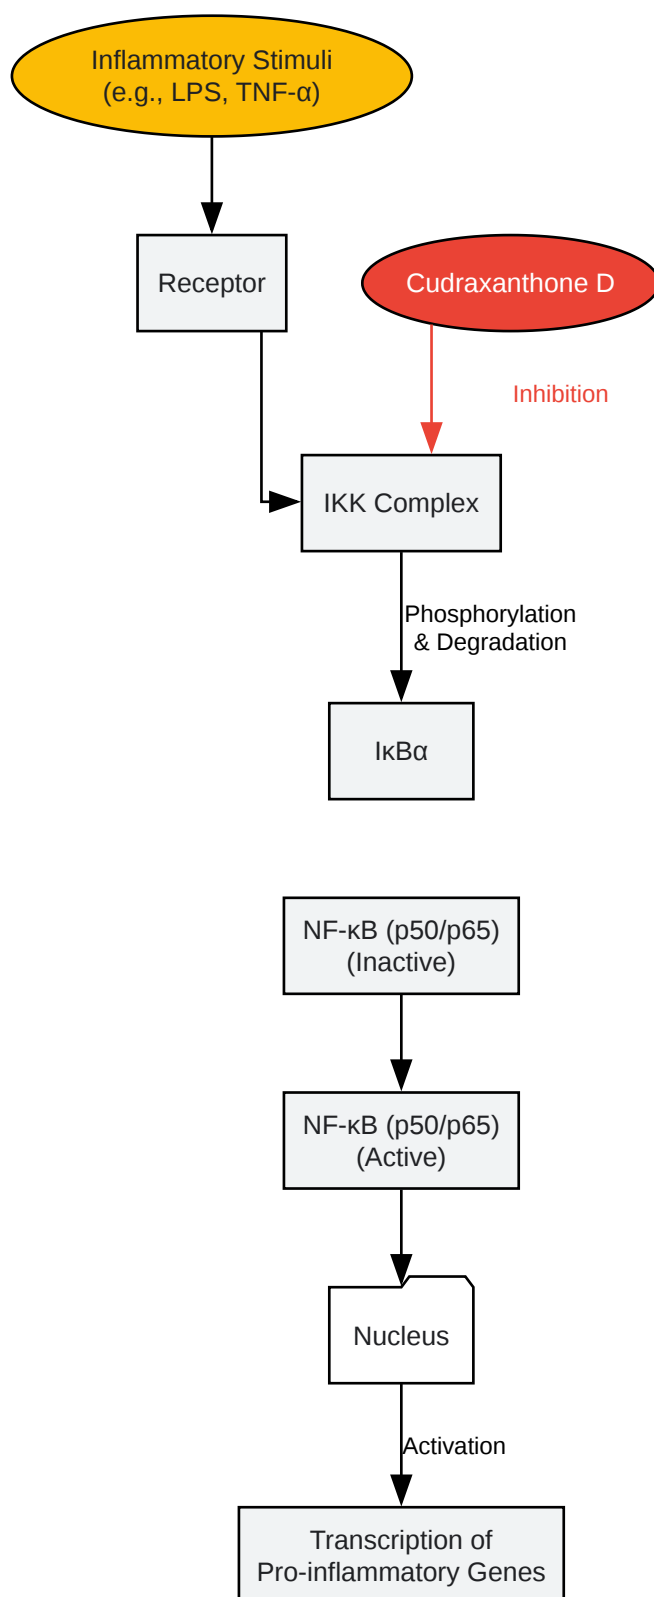 Inflammatory Stimuli
(e.g., LPS, TNF-α)
Receptor
Cudraxanthone D
Inhibition
IKK Complex
Phosphorylation
& Degradation
IκBα
NF-κB (p50/p65)
(Inactive)
NF-κB (p50/p65)
(Active)
Nucleus
Activation
Transcription of
Pro-inflammatory Genes